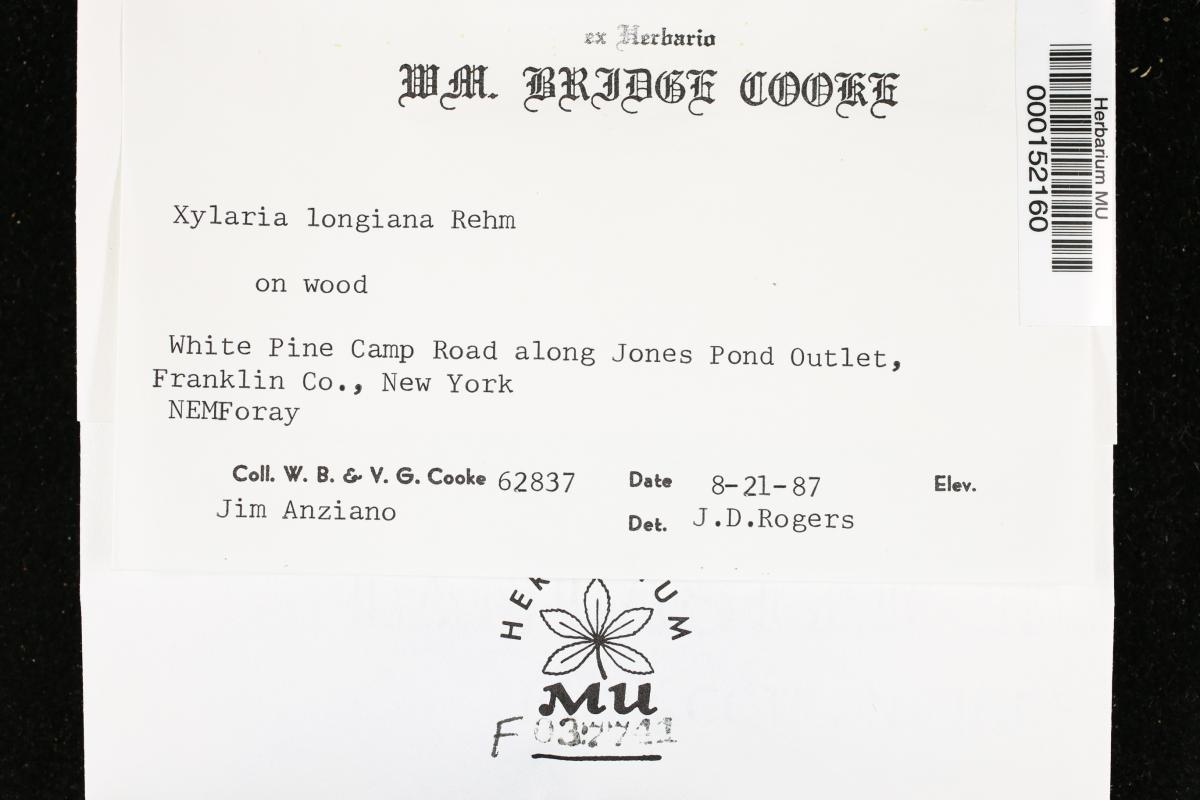 ex Herbario
WM. BRIDGE COOKE
Herbarium MU
000152160
Xylaria longiana Rehm
on wood
White Pine Camp Road along Jones Pond Outlet,
Franklin Co., New York
NEMForay
Coll. W. B. & V. G. Cooke 62837 Date 8-21-87 Elev.
Jim Anziano Det. J.D.Rogers
MU
F 037741